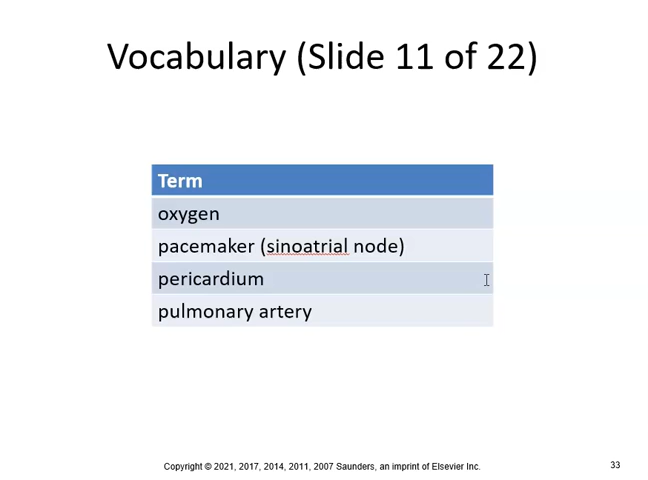 Vocabulary (Slide 11 of 22)
Term
oxygen
pacemaker (sinoatrial node)
pericardium
pulmonary artery
Copyright © 2021, 2017, 2014, 2011, 2007 Saunders, an imprint of Elsevier Inc.
33